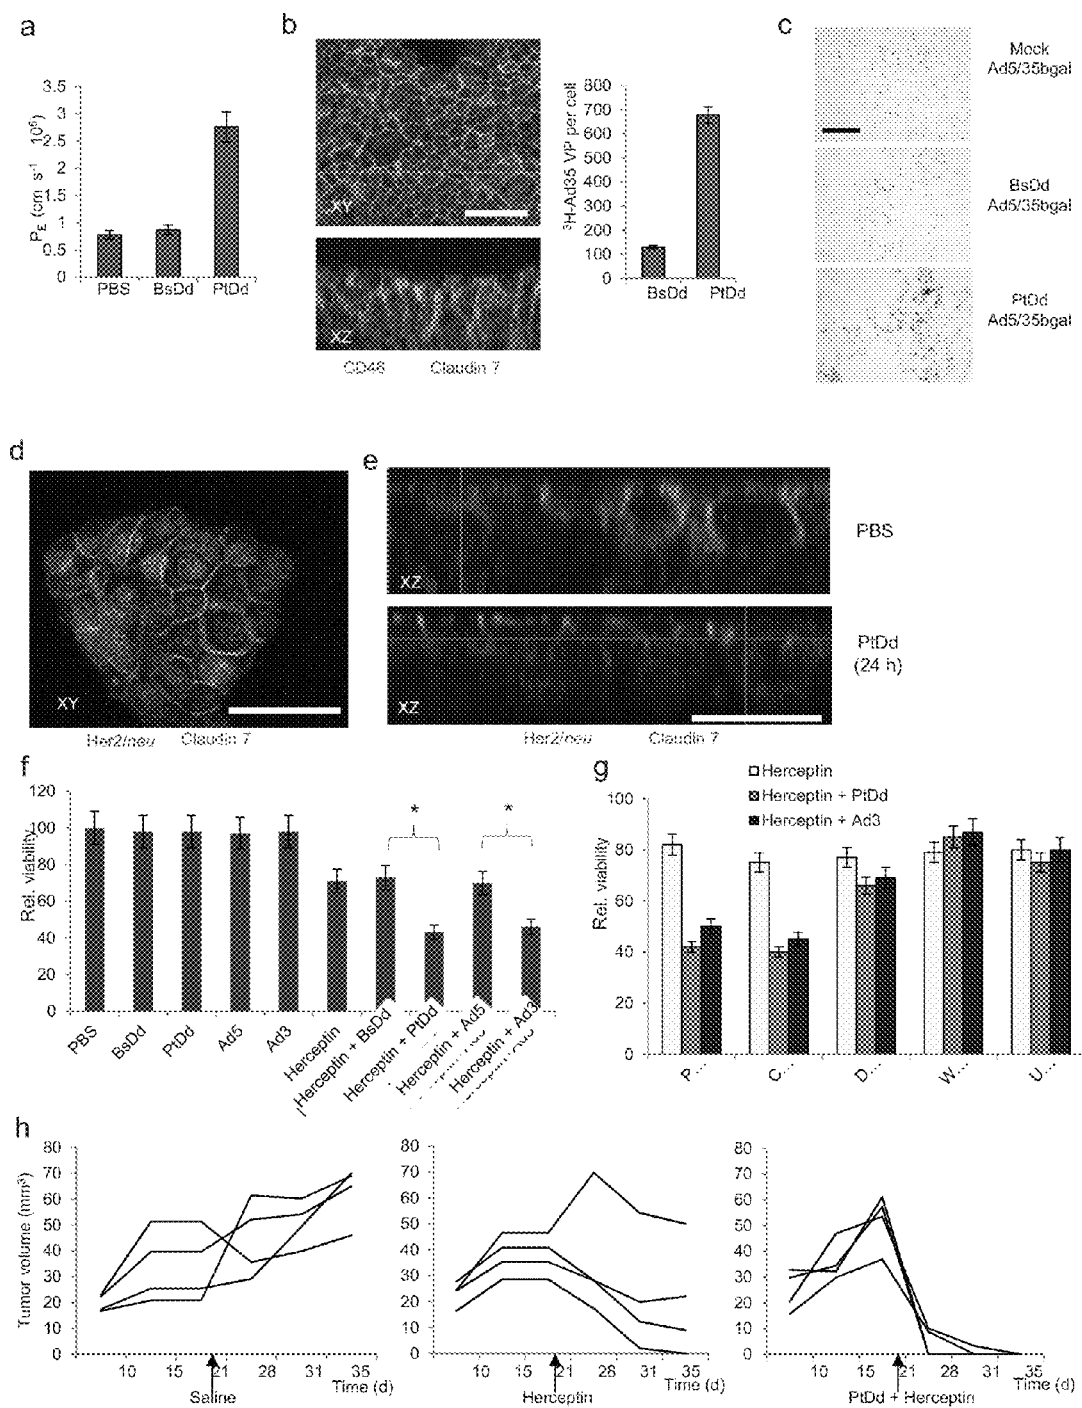 a
3.5
3
2.5
2
1.5
1
0.5
0
P_E (cm s⁻¹ 10⁶)
PBS BsDd PtDd
b
XY
XZ
CD46 Claudin 7
800
700
600
500
400
300
200
100
0
³H-Ad35 VP per cell
BsDd PtDd
c
Mock
Ad5/35bgal
BsDd
Ad5/35bgal
PtDd
Ad5/35bgal
d
XY
Her2/neu Claudin 7
e
XZ
PBS
XZ
PtDd
(24 h)
Her2/neu Claudin 7
f
120
100
80
60
40
20
0
Rel. viability
* *
PBS
BsDd
PtDd
Ad5
Ad3
Herceptin
Herceptin + BsDd
Herceptin + PtDd
Herceptin + Ad5
Herceptin + Ad3
g
Herceptin
Herceptin + PtDd
Herceptin + Ad3
100
80
60
40
20
0
Rel. viability
P...
C...
D...
W...
U...
h
80
70
60
50
40
30
20
10
0
Tumor volume (mm³)
10 15 21 26 31 35
Saline
Time (d)
80
70
60
50
40
30
20
10
0
10 15 21 28 31 35
Herceptin
Time (d)
80
70
60
50
40
30
20
10
0
10 15 21 28 31 35
PtDd + Herceptin
Time (d)